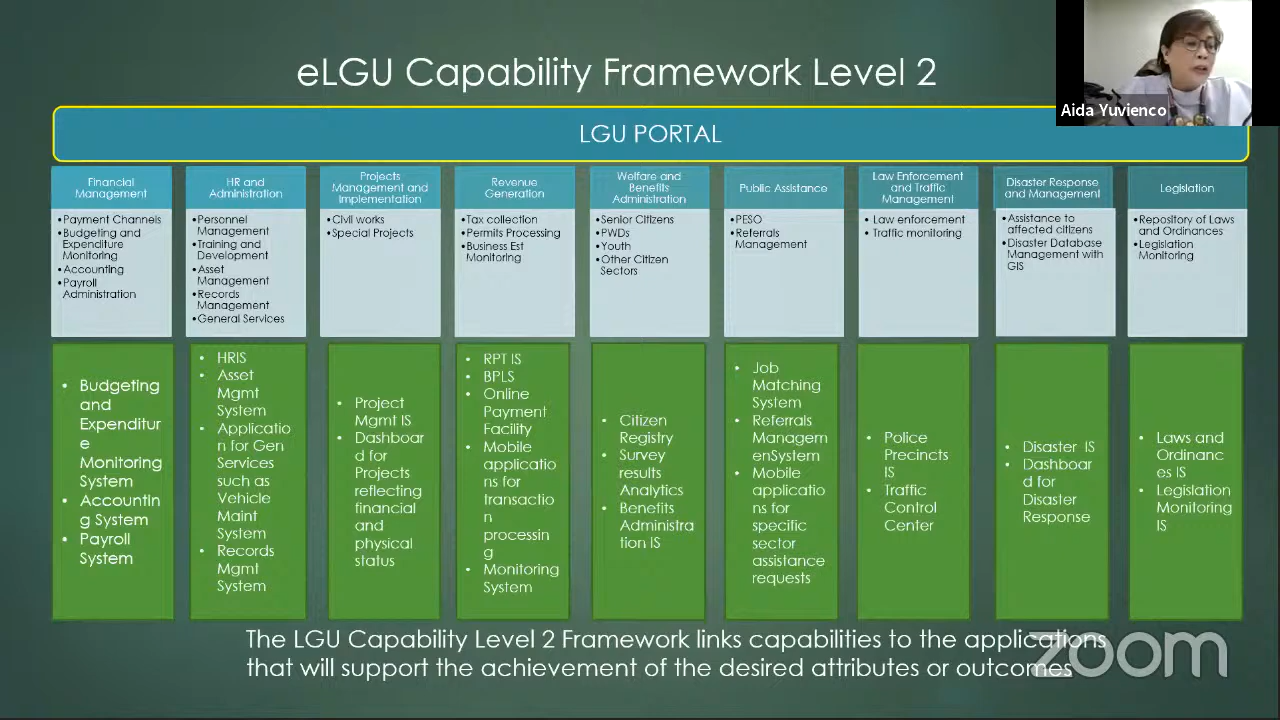 eLGU Capability Framework Level 2
Aida Yuvienco
LGU PORTAL
Financial
Management
•Payment Channels
•Budgeting and
Expenditure
Monitoring
•Accounting
•Payroll
Administration
HR and
Administration
•Personnel
Management
•Training and
Development
•Asset
Management
•Records
Management
•General Services
Projects
Management and
Implementation
•Civil works
•Special Projects
Revenue
Generation
•Tax collection
•Permits Processing
•Business Est
Monitoring
Welfare and
Benefits
Administration
•Senior Citizens
•PWDs
•Youth
•Other Citizen
Sectors
Public Assistance
•PESO
•Referrals
Management
Law Enforcement
and Traffic
Management
• Law enforcement
• Traffic monitoring
Disaster Response
and Management
•Assistance to
affected citizens
•Disaster Database
Management with
GIS
Legislation
•Repository of Laws
and Ordinances
•Legislation
Monitoring
• Budgeting
and
Expenditur
e
Monitoring
System
• Accountin
g System
• Payroll
System
• HRIS
• Asset
Mgmt
System
• Applicatio
n for Gen
Services
such as
Vehicle
Maint
System
• Records
Mgmt
System
• Project
Mgmt IS
• Dashboar
d for
Projects
reflecting
financial
and
physical
status
• RPT IS
• BPLS
• Online
Payment
Facility
• Mobile
applicatio
ns for
transactio
n
processin
g
• Monitoring
System
• Citizen
Registry
• Survey
results
Analytics
• Benefits
Administra
tion IS
• Job
Matching
System
• Referrals
Managem
enSystem
• Mobile
applicatio
ns for
specific
sector
assistance
requests
• Police
Precincts
IS
• Traffic
Control
Center
• Disaster IS
• Dashboar
d for
Disaster
Response
• Laws and
Ordinanc
es IS
• Legislation
Monitoring
IS
The LGU Capability Level 2 Framework links capabilities to the applications
that will support the achievement of the desired attributes or outcomes
zoom